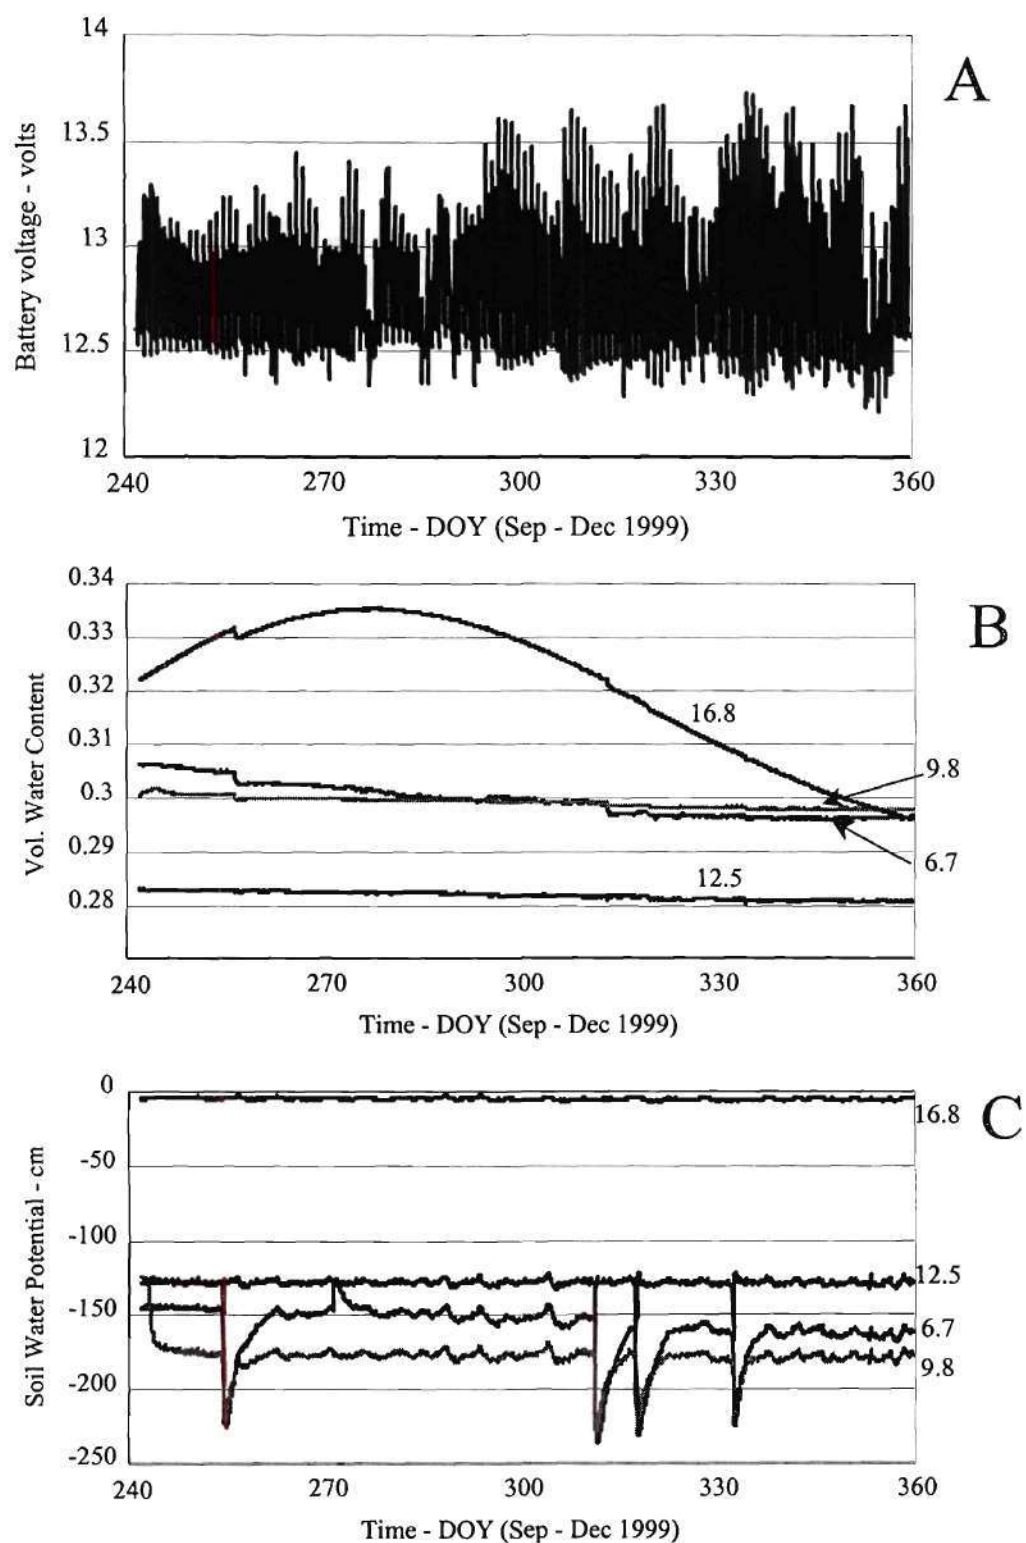 A
Battery voltage - volts
14
13.5
13
12.5
12
240 270 300 330 360
Time - DOY (Sep - Dec 1999)
B
Vol. Water Content
0.34
0.33
0.32
0.31
0.3
0.29
0.28
16.8
9.8
6.7
12.5
240 270 300 330 360
Time - DOY (Sep - Dec 1999)
C
Soil Water Potential - cm
0
-50
-100
-150
-200
-250
16.8
12.5
6.7
9.8
240 270 300 330 360
Time - DOY (Sep - Dec 1999)